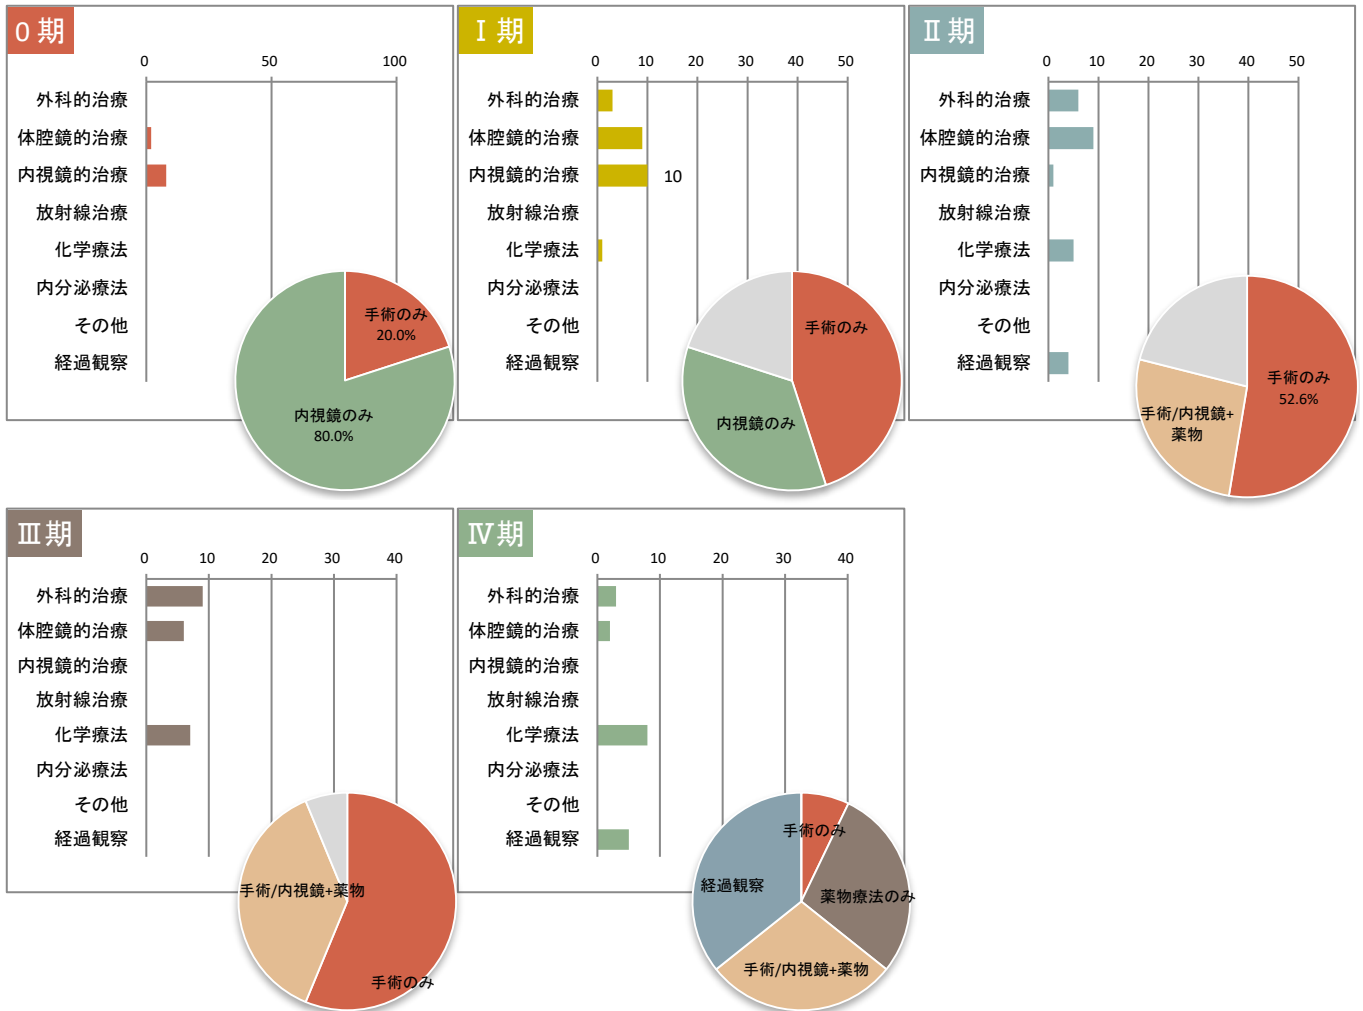 0 期
0 50 100
外科的治療
体腔鏡的治療
内視鏡的治療
放射線治療
化学療法
内分泌療法
その他
経過観察
手術のみ
20.0%
内視鏡のみ
80.0%
Ⅰ 期
0 10 20 30 40 50
外科的治療
体腔鏡的治療
内視鏡的治療
10
放射線治療
化学療法
内分泌療法
その他
経過観察
手術のみ
内視鏡のみ
Ⅱ 期
0 10 20 30 40 50
外科的治療
体腔鏡的治療
内視鏡的治療
放射線治療
化学療法
内分泌療法
その他
経過観察
手術のみ
52.6%
手術/内視鏡+
薬物
Ⅲ 期
0 10 20 30 40
外科的治療
体腔鏡的治療
内視鏡的治療
放射線治療
化学療法
内分泌療法
その他
経過観察
手術/内視鏡+薬物
手術のみ
Ⅳ 期
0 10 20 30 40
外科的治療
体腔鏡的治療
内視鏡的治療
放射線治療
化学療法
内分泌療法
その他
経過観察
手術のみ
経過観察
薬物療法のみ
手術/内視鏡+薬物